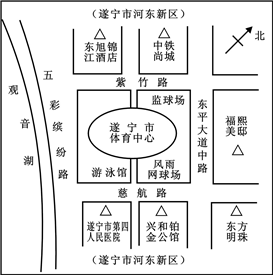 （遂宁市河东新区）
东旭锦
江酒店
中铁
尚城
北
紫竹路
五彩缤纷路
观音湖
监球场
遂宁市
体育中心
东平大道中路
福熙
美邸
游泳馆
风雨
网球场
慈航路
遂宁市第四
人民医院
兴和铂
金公馆
东方
明珠
（遂宁市河东新区）